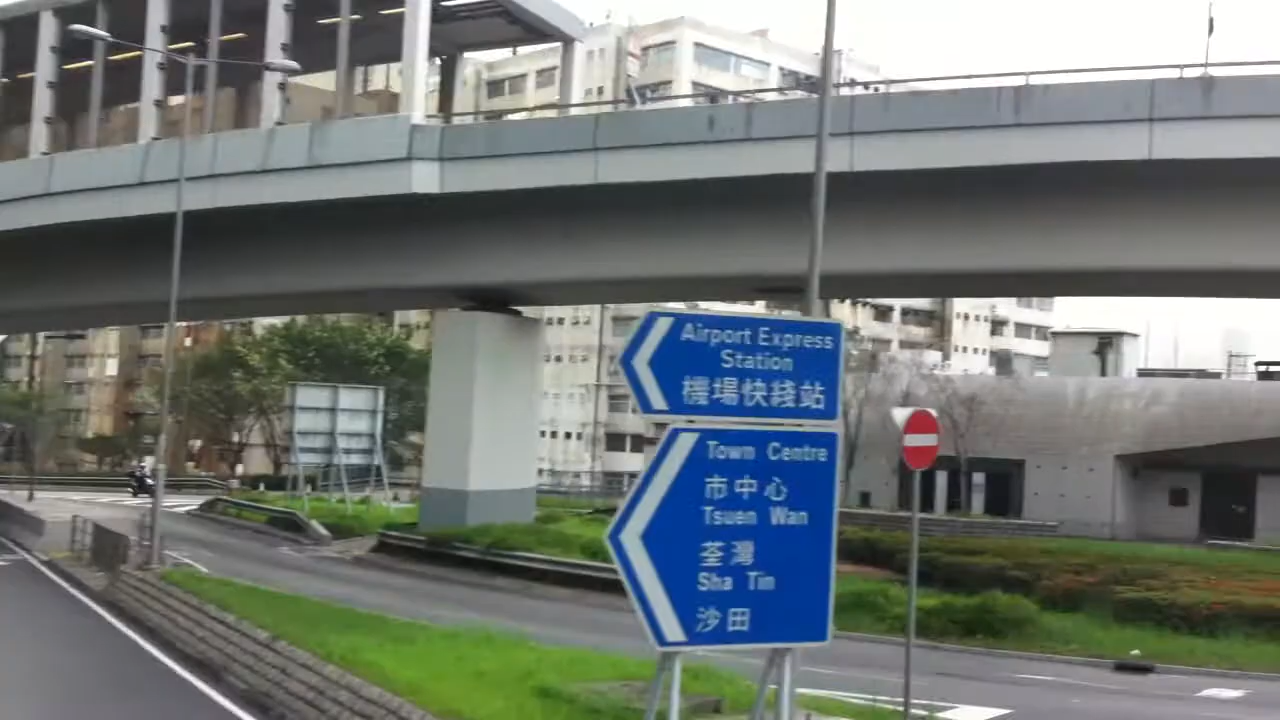 Airport Express
Station
機場快綫站
Town Centre
市中心
Tsuen Wan
荃灣
Sha Tin
沙田